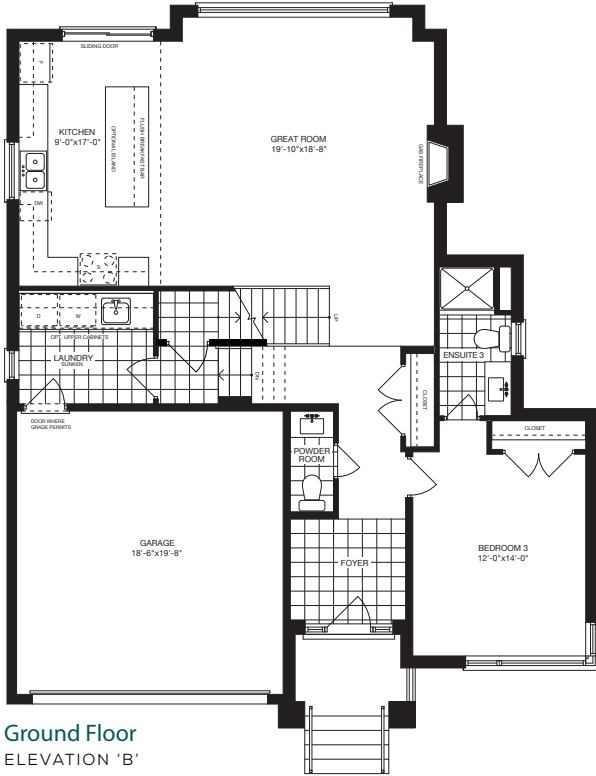 SLIDING DOOR
F
KITCHEN
9'-0"x17'-0"
FLUSH BREAKFAST BAR
OPTIONAL ISLAND
GREAT ROOM
19'-10"x18'-8"
GAS FIREPLACE
DW
S
D
W
OPT. UPPER CABINETS
LAUNDRY
SUNKEN
UP
DN
DOOR WHERE
GRADE PERMITS
ENSUITE 3
CLOSET
CLOSET
POWDER
ROOM
GARAGE
18'-6"x19'-8"
FOYER
BEDROOM 3
12'-0"x14'-0"
Ground Floor
ELEVATION 'B'